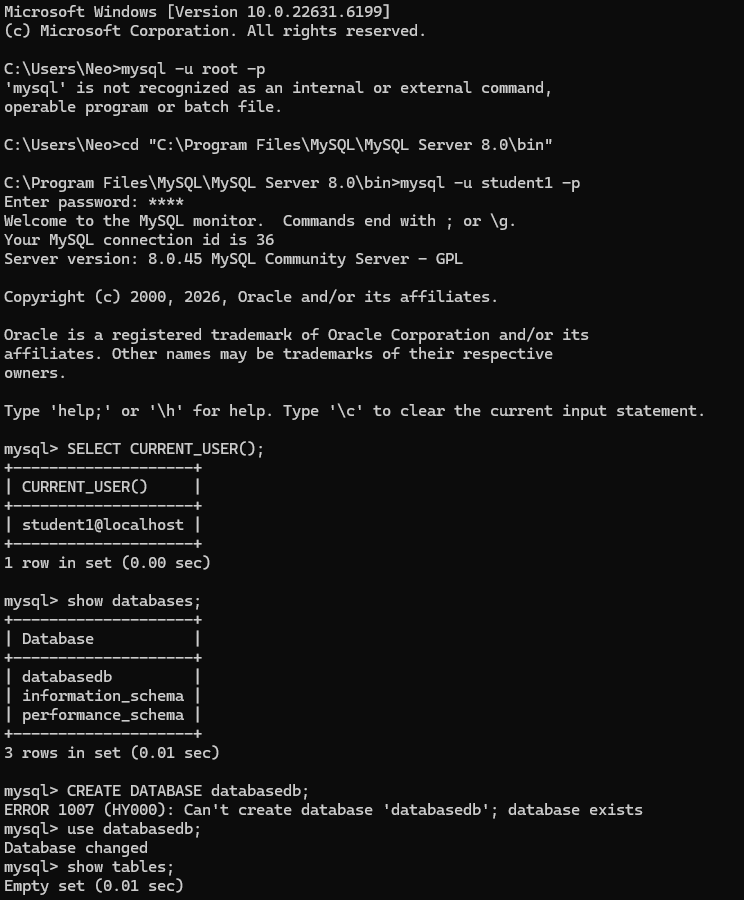 Microsoft Windows [Version 10.0.22631.6199]
(c) Microsoft Corporation. All rights reserved.

C:\Users\Neo>mysql -u root -p
'mysql' is not recognized as an internal or external command,
operable program or batch file.

C:\Users\Neo>cd "C:\Program Files\MySQL\MySQL Server 8.0\bin"

C:\Program Files\MySQL\MySQL Server 8.0\bin>mysql -u student1 -p
Enter password: ****
Welcome to the MySQL monitor.  Commands end with ; or \g.
Your MySQL connection id is 36
Server version: 8.0.45 MySQL Community Server - GPL

Copyright (c) 2000, 2026, Oracle and/or its affiliates.

Oracle is a registered trademark of Oracle Corporation and/or its
affiliates. Other names may be trademarks of their respective
owners.

Type 'help;' or '\h' for help. Type '\c' to clear the current input statement.

mysql> SELECT CURRENT_USER();
+--------------------+
| CURRENT_USER()     |
+--------------------+
| student1@localhost |
+--------------------+
1 row in set (0.00 sec)

mysql> show databases;
+--------------------+
| Database           |
+--------------------+
| databasedb         |
| information_schema |
| performance_schema |
+--------------------+
3 rows in set (0.01 sec)

mysql> CREATE DATABASE databasedb;
ERROR 1007 (HY000): Can't create database 'databasedb'; database exists
mysql> use databasedb;
Database changed
mysql> show tables;
Empty set (0.01 sec)